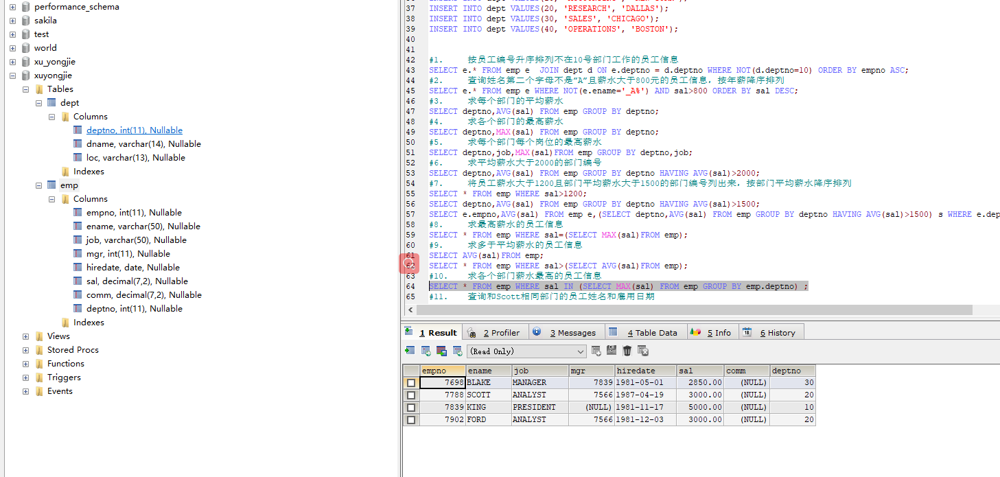 performance_schema
sakila
test
world
xu_yongjie
xuyongjie
Tables
dept
Columns
deptno, int(11), Nullable
dname, varchar(14), Nullable
loc, varchar(13), Nullable
Indexes
emp
Columns
empno, int(11), Nullable
ename, varchar(50), Nullable
job, varchar(50), Nullable
mgr, int(11), Nullable
hiredate, date, Nullable
sal, decimal(7,2), Nullable
comm, decimal(7,2), Nullable
deptno, int(11), Nullable
Indexes
Views
Stored Procs
Functions
Triggers
Events
37 INSERT INTO dept VALUES(20, 'RESEARCH', 'DALLAS');
38 INSERT INTO dept VALUES(30, 'SALES', 'CHICAGO');
39 INSERT INTO dept VALUES(40, 'OPERATIONS', 'BOSTON');
40
41
42 #1. 按员工编号升序排列不在10号部门工作的员工信息
43 SELECT e.* FROM emp e JOIN dept d ON e.deptno = d.deptno WHERE NOT(d.deptno=10) ORDER BY empno ASC;
44 #2. 查询姓名第二个字母不是"A"且薪水大于800元的员工信息，按年薪降序排列
45 SELECT e.* FROM emp e WHERE NOT(e.ename='_A%') AND sal>800 ORDER BY sal DESC;
46 #3. 求每个部门的平均薪水
47 SELECT deptno,AVG(sal) FROM emp GROUP BY deptno;
48 #4. 求各个部门的最高薪水
49 SELECT deptno,MAX(sal) FROM emp GROUP BY deptno;
50 #5. 求每个部门每个岗位的最高薪水
51 SELECT deptno,job,MAX(sal)FROM emp GROUP BY deptno,job;
52 #6. 求平均薪水大于2000的部门编号
53 SELECT deptno,AVG(sal) FROM emp GROUP BY deptno HAVING AVG(sal)>2000;
54 #7. 将员工薪水大于1200且部门平均薪水大于1500的部门编号列出来，按部门平均薪水降序排列
55 SELECT * FROM emp WHERE sal>1200;
56 SELECT deptno,AVG(sal) FROM emp GROUP BY deptno HAVING AVG(sal)>1500;
57 SELECT e.empno,AVG(sal) FROM emp e,(SELECT deptno,AVG(sal) FROM emp GROUP BY deptno HAVING AVG(sal)>1500) s WHERE e.dep
58 #8. 求最高薪水的员工信息
59 SELECT * FROM emp WHERE sal=(SELECT MAX(sal)FROM emp);
60 #9. 求多于平均薪水的员工信息
61 SELECT AVG(sal)FROM emp;
62 SELECT * FROM emp WHERE sal>(SELECT AVG(sal)FROM emp);
63 #10. 求各个部门薪水最高的员工信息
64 SELECT * FROM emp WHERE sal IN (SELECT MAX(sal) FROM emp GROUP BY emp.deptno) ;
65 #11. 查询和Scott相同部门的员工姓名和雇用日期
1 Result 2 Profiler 3 Messages 4 Table Data 5 Info 18 6 History
(Read Only)
empno ename job mgr hiredate sal comm deptno
7698 BLAKE MANAGER 7839 1981-05-01 2850.00 (NULL) 30
7788 SCOTT ANALYST 7566 1987-04-19 3000.00 (NULL) 20
7839 KING PRESIDENT (NULL) 1981-11-17 5000.00 (NULL) 10
7902 FORD ANALYST 7566 1981-12-03 3000.00 (NULL) 20